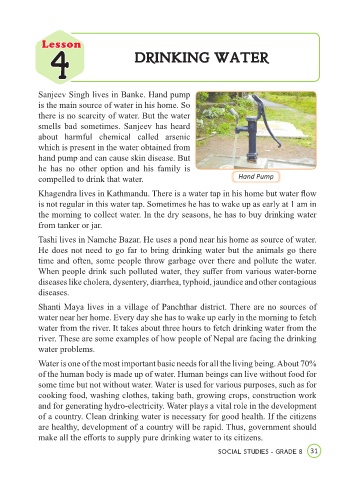 Lesson
4
DRINKING WATER
Sanjeev Singh lives in Banke. Hand pump
is the main source of water in his home. So
there is no scarcity of water. But the water
smells bad sometimes. Sanjeev has heard
about harmful chemical called arsenic
which is present in the water obtained from
hand pump and can cause skin disease. But
he has no other option and his family is
compelled to drink that water.
Hand Pump
Khagendra lives in Kathmandu. There is a water tap in his home but water flow
is not regular in this water tap. Sometimes he has to wake up early at 1 am in
the morning to collect water. In the dry seasons, he has to buy drinking water
from tanker or jar.
Tashi lives in Namche Bazar. He uses a pond near his home as source of water.
He does not need to go far to bring drinking water but the animals go there
time and often, some people throw garbage over there and pollute the water.
When people drink such polluted water, they suffer from various water-borne
diseases like cholera, dysentery, diarrhea, typhoid, jaundice and other contagious
diseases.
Shanti Maya lives in a village of Panchthar district. There are no sources of
water near her home. Every day she has to wake up early in the morning to fetch
water from the river. It takes about three hours to fetch drinking water from the
river. These are some examples of how people of Nepal are facing the drinking
water problems.
Water is one of the most important basic needs for all the living being. About 70%
of the human body is made up of water. Human beings can live without food for
some time but not without water. Water is used for various purposes, such as for
cooking food, washing clothes, taking bath, growing crops, construction work
and for generating hydro-electricity. Water plays a vital role in the development
of a country. Clean drinking water is necessary for good health. If the citizens
are healthy, development of a country will be rapid. Thus, government should
make all the efforts to supply pure drinking water to its citizens.
SOCIAL STUDIES - GRADE 8 31